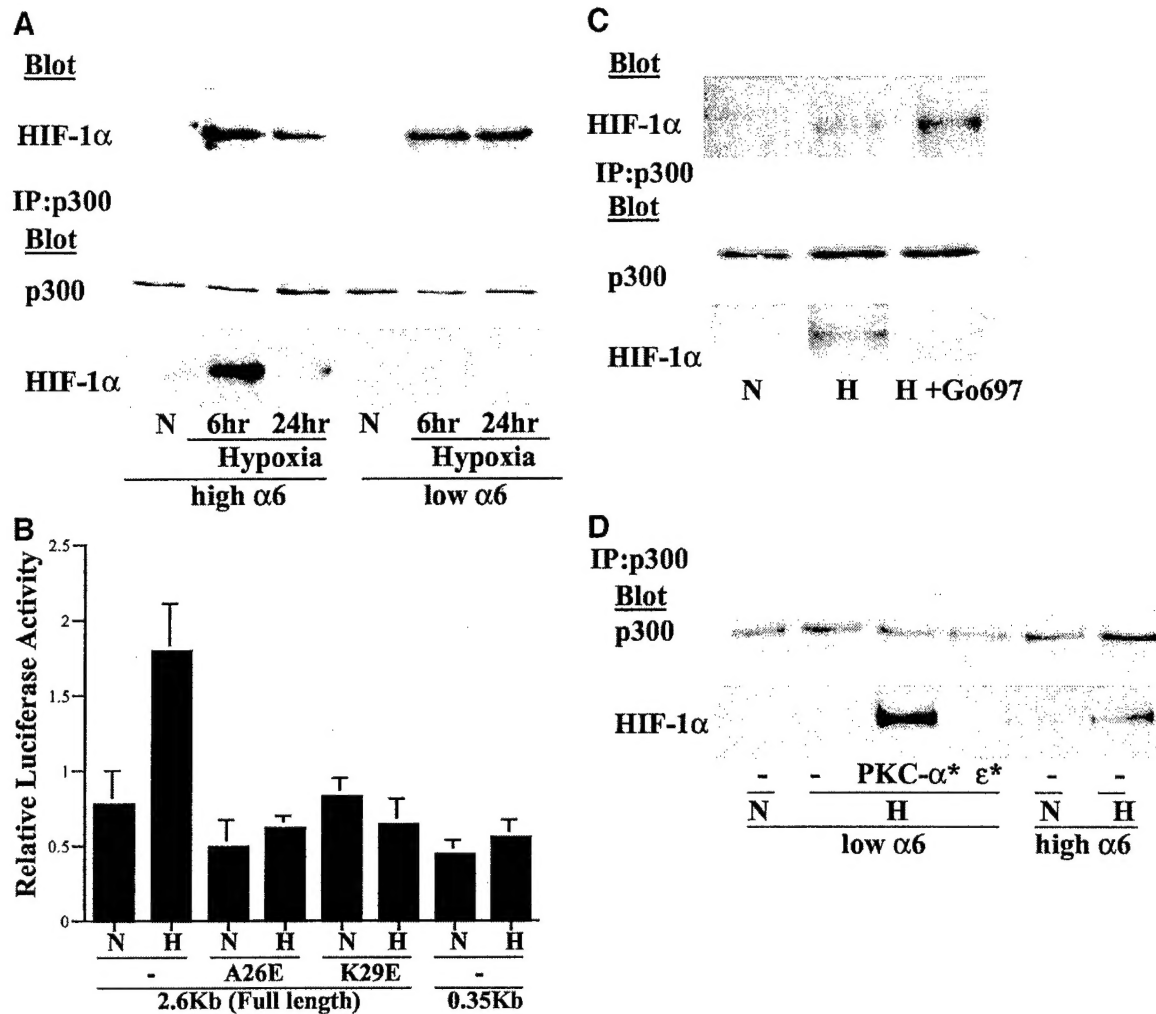 A
Blot
HIF-1α
IP:p300
Blot
p300
HIF-1α
N 6hr 24hr N 6hr 24hr
Hypoxia Hypoxia
high α6 low α6
B
Relative Luciferase Activity
2.5
2
1.5
1
0.5
0
N H N H N H N H
- A26E K29E -
2.6Kb (Full length) 0.35Kb
C
Blot
HIF-1α
IP:p300
Blot
p300
HIF-1α
N H H +Go697
D
IP:p300
Blot
p300
HIF-1α
- - PKC-α* ε* - -
N H N H
low α6 high α6